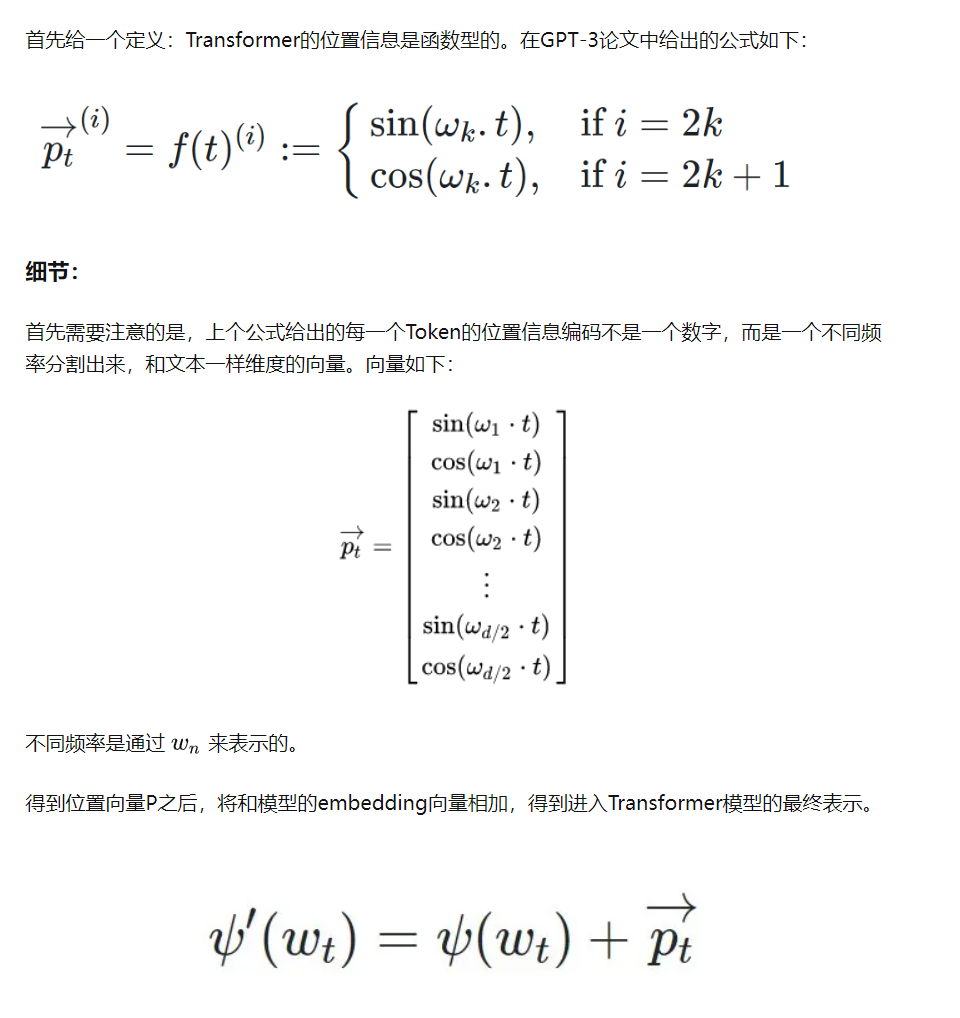 首先给一个定义：Transformer的位置信息是函数型的。在GPT-3论文中给出的公式如下：
$\overrightarrow{p_t}^{(i)} = f(t)^{(i)} := \begin{cases} \sin(\omega_k . t), & \text{if } i = 2k \\ \cos(\omega_k . t), & \text{if } i = 2k + 1 \end{cases}$
细节：
首先需要注意的是，上个公式给出的每一个Token的位置信息编码不是一个数字，而是一个不同频
率分割出来，和文本一样维度的向量。向量如下：
$\overrightarrow{p_t} = \begin{bmatrix} \sin(\omega_1 \cdot t) \\ \cos(\omega_1 \cdot t) \\ \sin(\omega_2 \cdot t) \\ \cos(\omega_2 \cdot t) \\ \vdots \\ \sin(\omega_{d/2} \cdot t) \\ \cos(\omega_{d/2} \cdot t) \end{bmatrix}$
不同频率是通过 $w_n$ 来表示的。
得到位置向量P之后，将和模型的embedding向量相加，得到进入Transformer模型的最终表示。
$\psi'(w_t) = \psi(w_t) + \overrightarrow{p_t}$